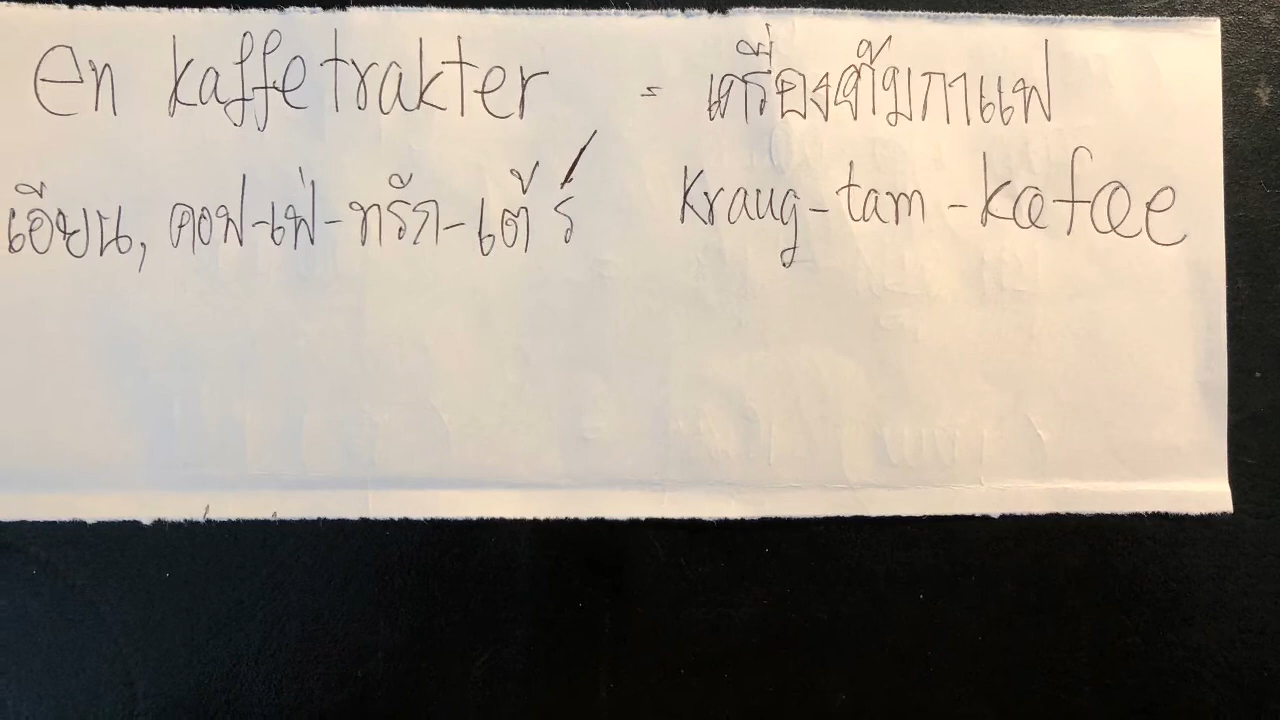 en kaffetrakter = เครื่องต้มกาแฟ
เอียน, คอฟ-เฟ่-ทรัค-เต้ร์ Kraug-tam-kafae